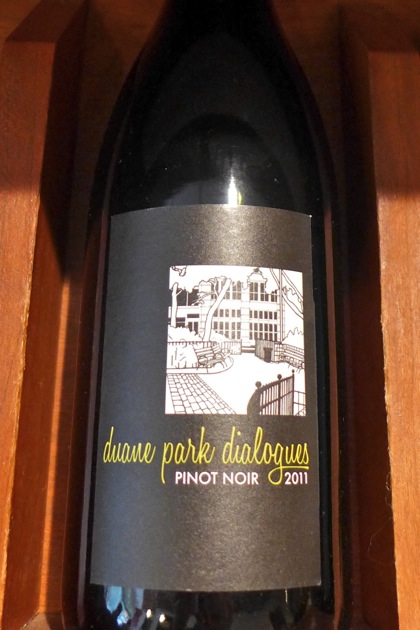 duane park dialogues
PINOT NOIR 2011